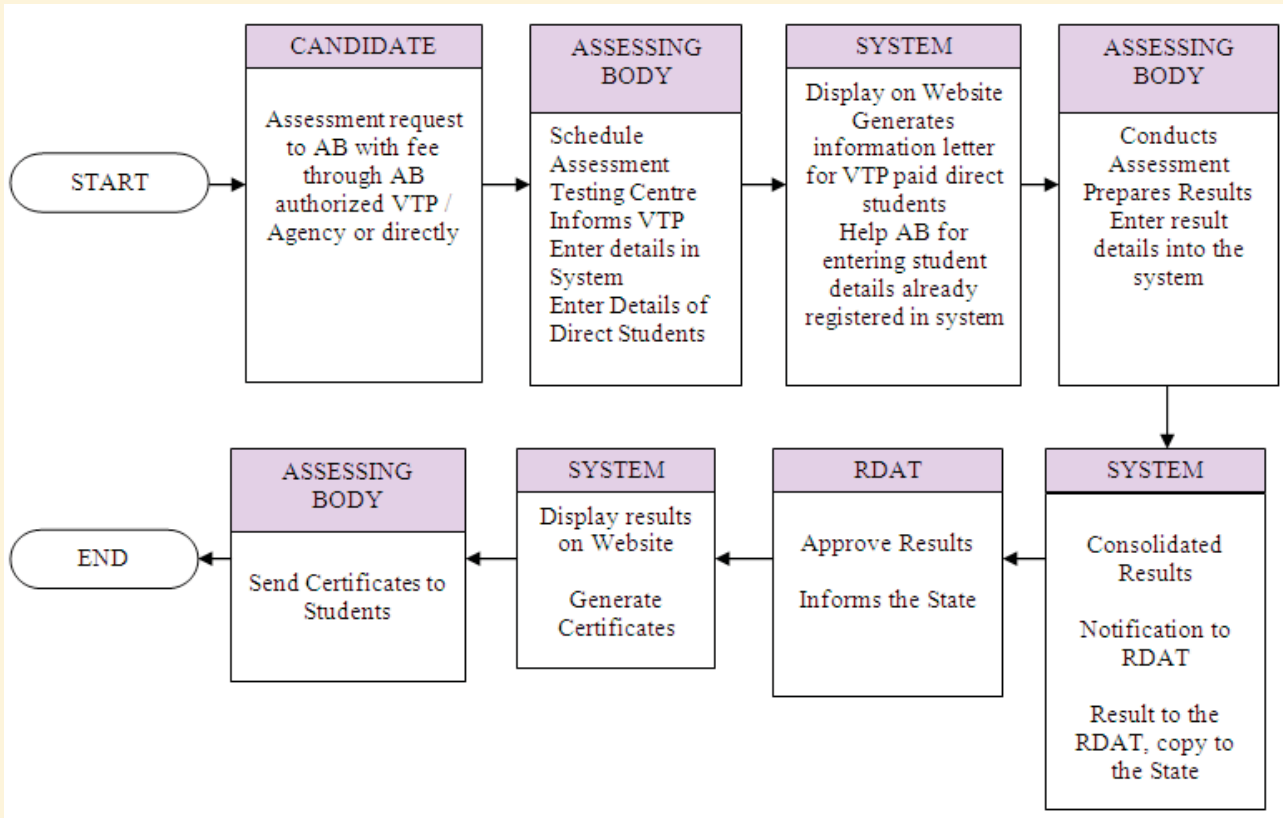 START
CANDIDATE
Assessment request
to AB with fee
through AB
authorized VTP /
Agency or directly
ASSESSING
BODY
Schedule
Assessment
Testing Centre
Informs VTP
Enter details in
System
Enter Details of
Direct Students
SYSTEM
Display on Website
Generates
information letter
for VTP paid direct
students
Help AB for
entering student
details already
registered in system
ASSESSING
BODY
Conducts
Assessment
Prepares Results
Enter result
details into the
system
SYSTEM
Consolidated
Results
Notification to
RDAT
Result to the
RDAT, copy to
the State
RDAT
Approve Results
Informs the State
SYSTEM
Display results
on Website
Generate
Certificates
ASSESSING
BODY
Send Certificates to
Students
END